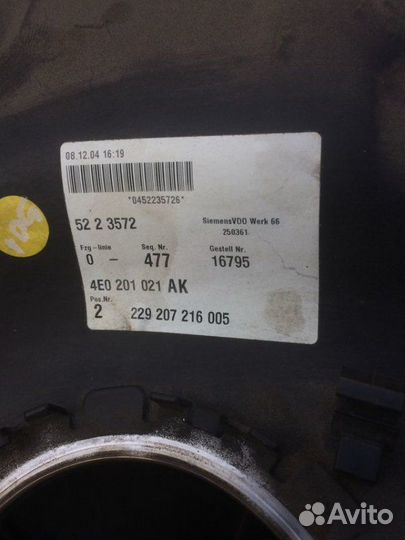 08.12.04 16:19
*0452235726*
52 2 3572
SiemensVDO Werk 66
250361
Fzg-linie Seq. Nr. Gestell Nr.
0 - 477 16795
4E0 201 021 AK
Pos.Nr.
2 229 207 216 005
Avito